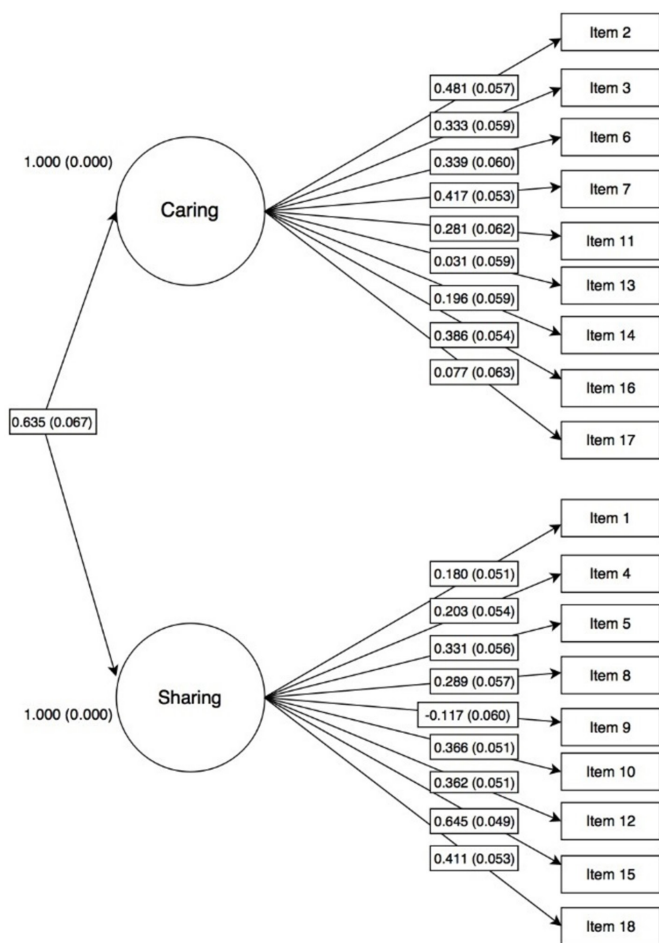 Item 2
0.481 (0.057)
Item 3
0.333 (0.059)
Item 6
0.339 (0.060)
1.000 (0.000)
Item 7
0.417 (0.053)
Caring
Item 11
0.281 (0.062)
0.031 (0.059)
Item 13
0.196 (0.059)
Item 14
0.386 (0.054)
0.077 (0.063)
Item 16
0.635 (0.067)
Item 17
Item 1
0.180 (0.051)
Item 4
0.203 (0.054)
Item 5
0.331 (0.056)
Item 8
0.289 (0.057)
Sharing
1.000 (0.000)
-0.117 (0.060)
Item 9
0.366 (0.051)
Item 10
0.362 (0.051)
Item 12
0.645 (0.049)
0.411 (0.053)
Item 15
Item 18